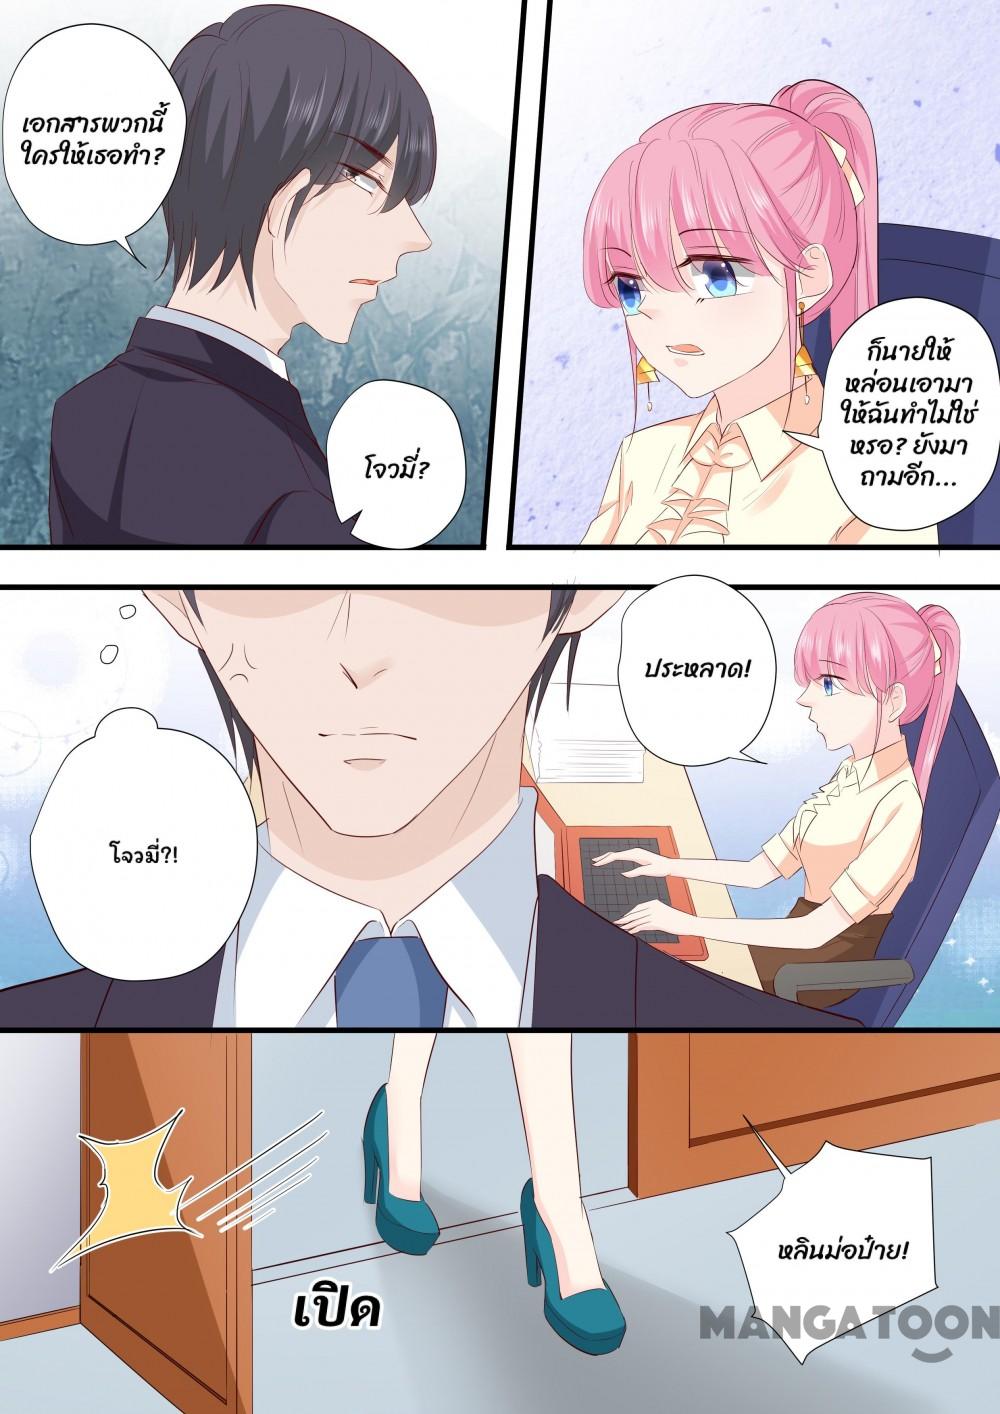 เอกสารพวกนี้
ใครให้เธอทำ?
ก็นายให้
หล่อนเอามา
ให้ฉันทำไม่ใช่
หรอ? ยังมา
ถามอีก...
โจวมี่?
ประหลาด!
โจวมี่?!
หลินม่อป๋าย!
เปิด
MANGATOON